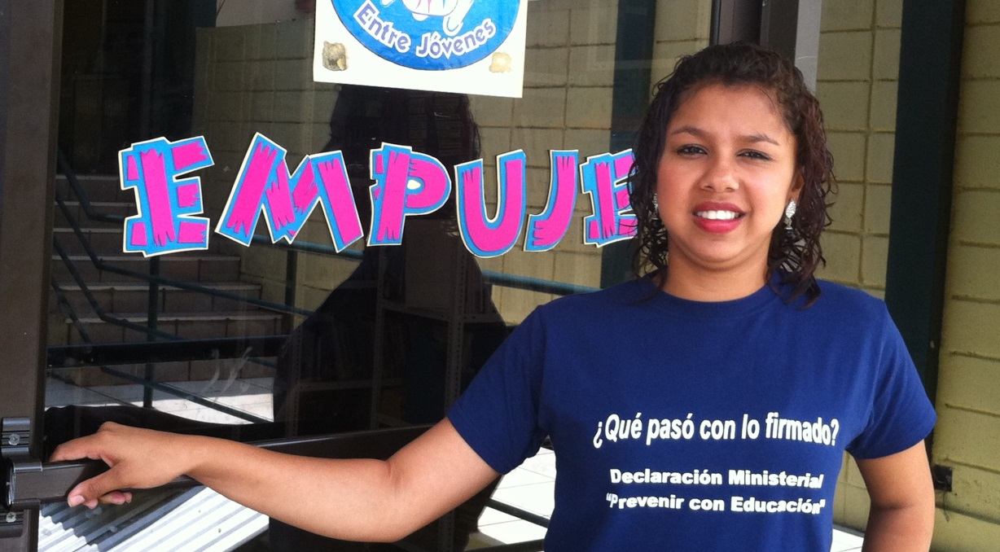 Entre Jóvenes
EMPUJE
¿Qué pasó con lo firmado?
Declaración Ministerial
"Prevenir con Educación"